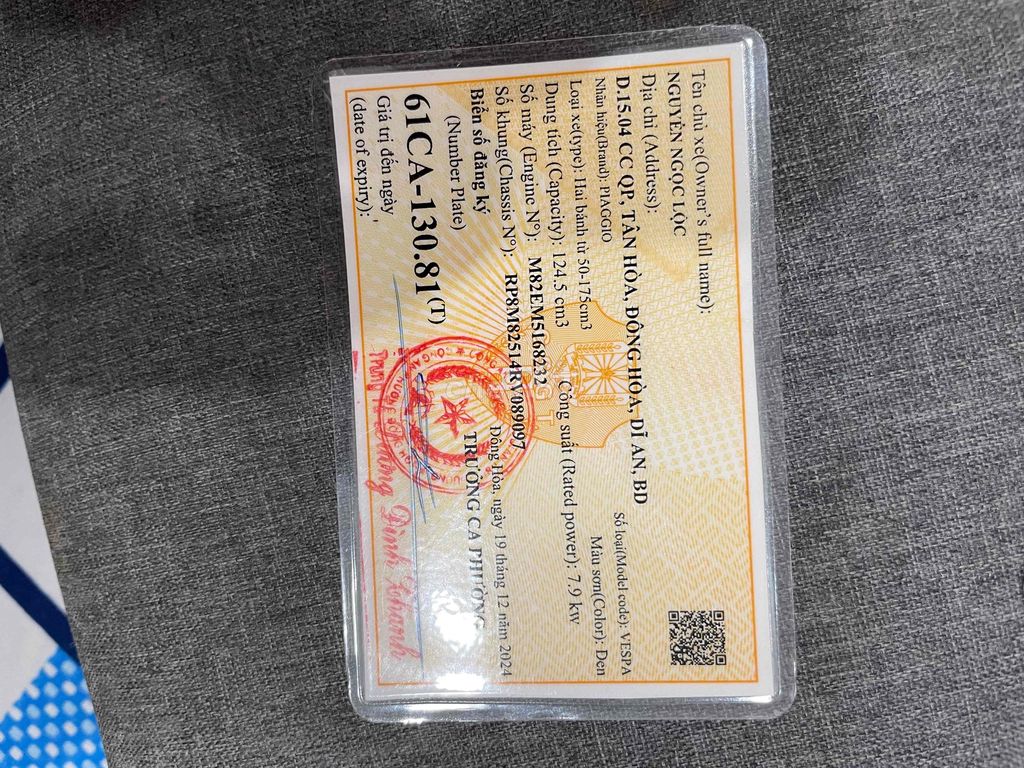 Tên chủ xe(Owner's full name):
NGUYỄN NGỌC LỘC
Địa chỉ (Address):
D.15.04 CC QP, TÂN HÒA, ĐÔNG HÒA, DĨ AN, BD
Nhãn hiệu(Brand): PIAGGIO Số loại(Model code): VESPA
Loại xe(type): Hai bánh từ 50-175cm3 Màu sơn(Color): Đen
Dung tích (Capacity): 124.5 cm3 Công suất (Rated power): 7.9 kw
Số máy (Engine N°): M82EM5168232
Số khung(Chassis N°): RP8M82514RV089097
Biển số đăng ký Đông Hòa, ngày 19 tháng 12 năm 2024
(Number Plate) TRƯỞNG CA PHƯỜNG
61CA-130.81(T)
Giá trị đến ngày
(date of expiry):
Đình Khanh